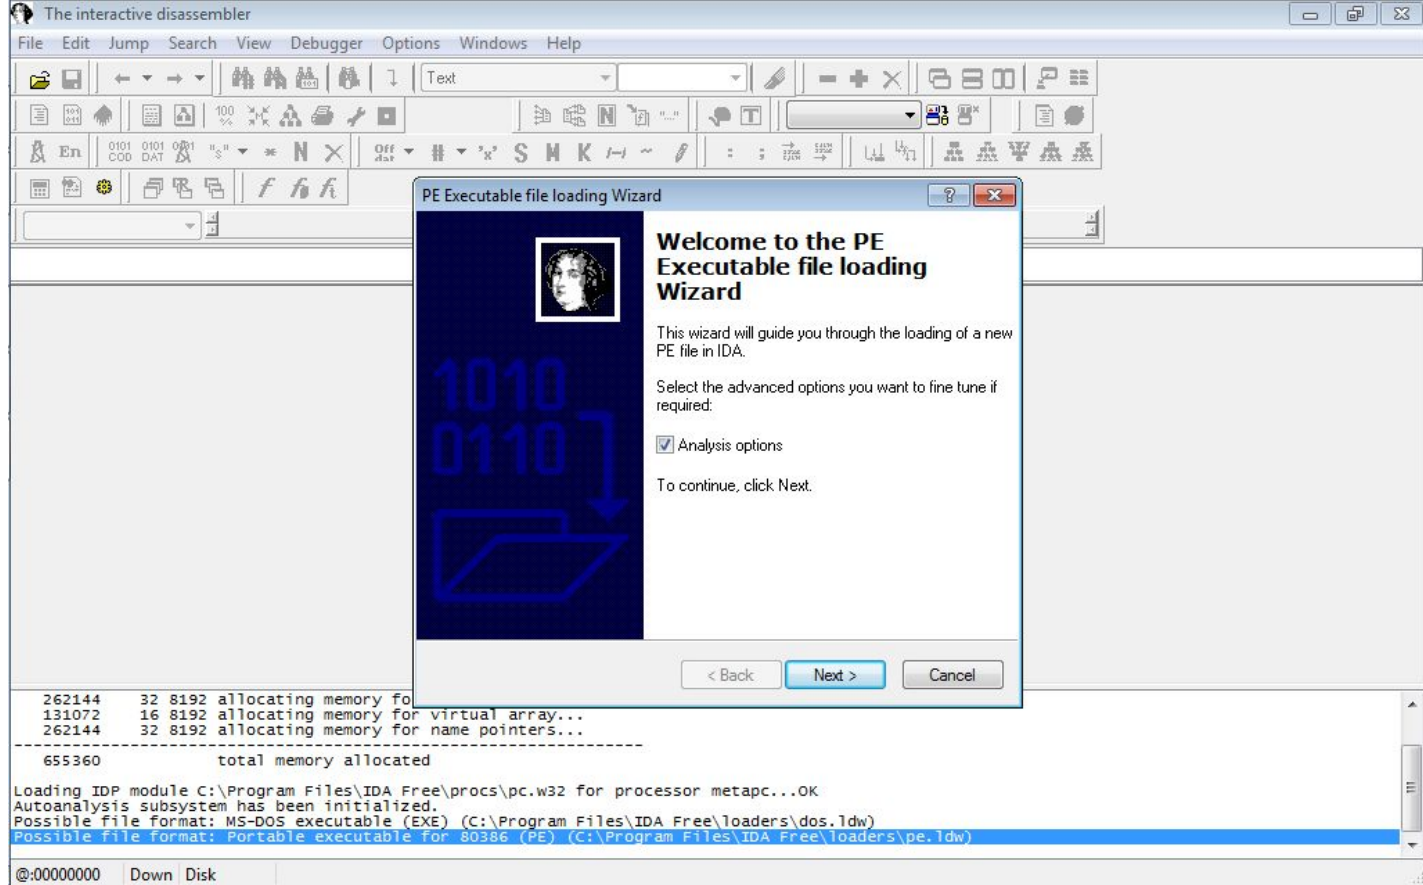 The interactive disassembler
File Edit Jump Search View Debugger Options Windows Help
Text
En
Off
N
S M K
PE Executable file loading Wizard
Welcome to the PE
Executable file loading
Wizard
This wizard will guide you through the loading of a new
PE file in IDA.
Select the advanced options you want to fine tune if
required:
Analysis options
To continue, click Next.
1010
0110
< Back Next > Cancel
262144 32 8192 allocating memory fo
131072 16 8192 allocating memory for virtual array...
262144 32 8192 allocating memory for name pointers...
-----------------------------------------------------------------
655360 total memory allocated
Loading IDP module C:\Program Files\IDA Free\procs\pc.w32 for processor metapc...OK
Autoanalysis subsystem has been initialized.
Possible file format: MS-DOS executable (EXE) (C:\Program Files\IDA Free\loaders\dos.ldw)
Possible file format: Portable executable for 80386 (PE) (C:\Program Files\IDA Free\loaders\pe.ldw)
@:00000000 Down Disk